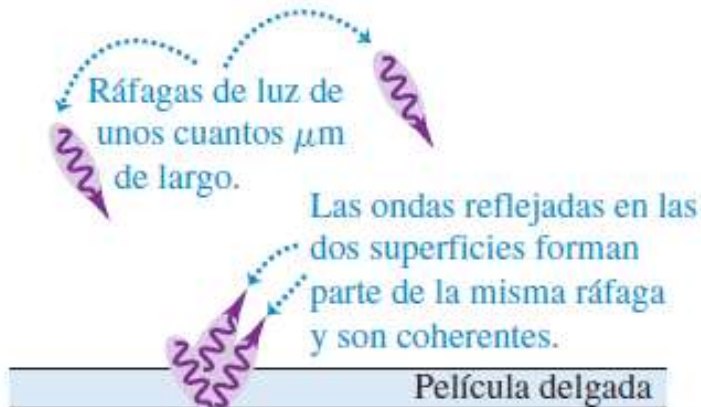 Ráfagas de luz de
unos cuantos μm
de largo.
Las ondas reflejadas en las
dos superficies forman
parte de la misma ráfaga
y son coherentes.
Película delgada